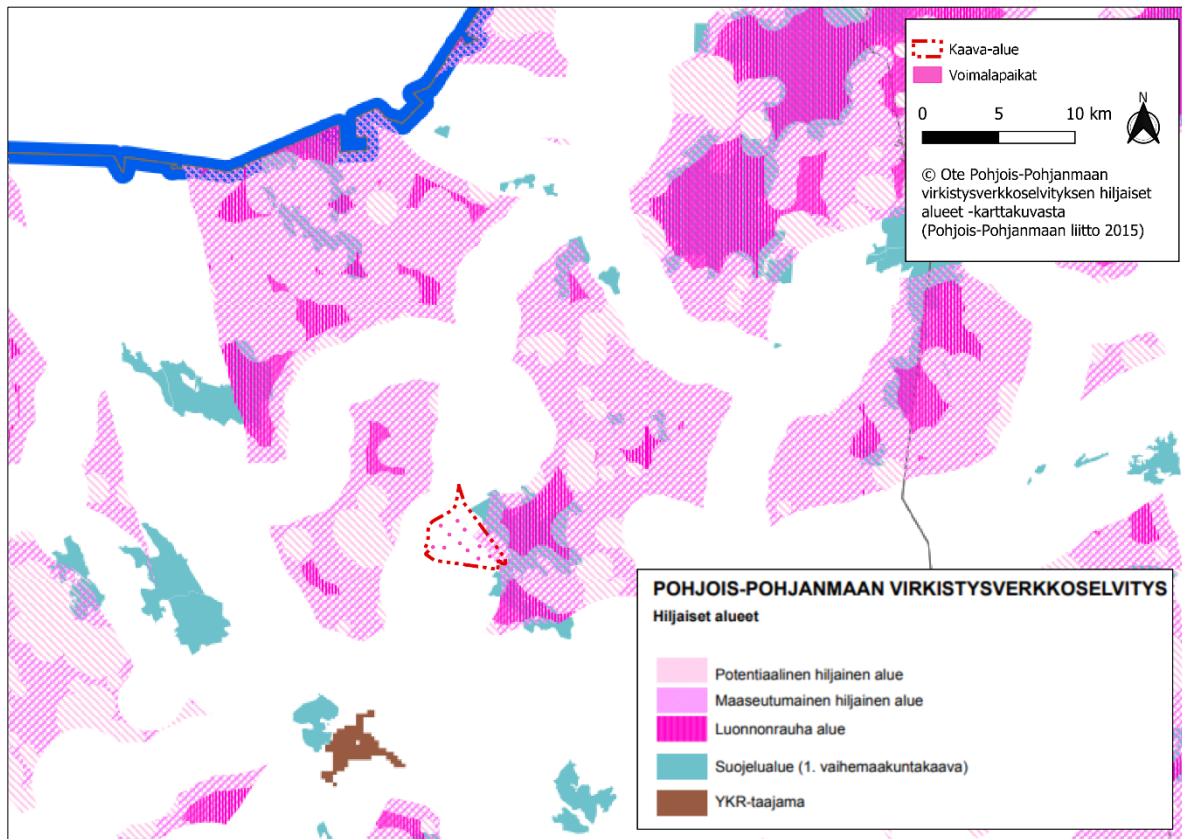 Kaava-alue
Voimalapaikat
0 5 10 km
N
© Ote Pohjois-Pohjanmaan
virkistysverkkoselvityksen hiljaiset
alueet -karttakuvasta
(Pohjois-Pohjanmaan liitto 2015)
POHJOIS-POHJANMAAN VIRKISTYSVERKKOSELVITYS
Hiljaiset alueet
Potentiaalinen hiljainen alue
Maaseutumainen hiljainen alue
Luonnonrauha alue
Suojelualue (1. vaihemaakuntakaava)
YKR-taajama